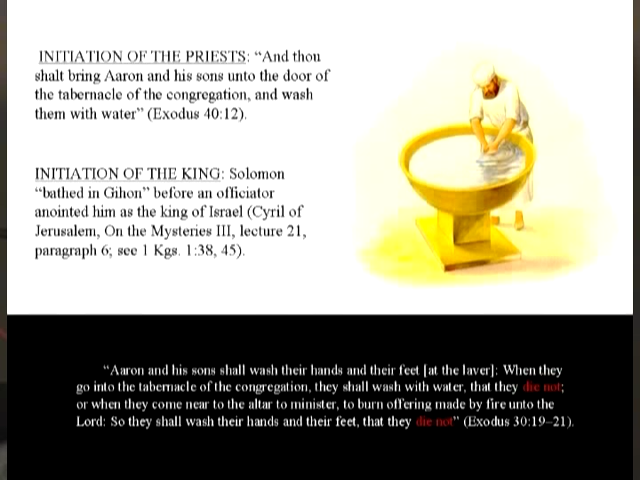 INITIATION OF THE PRIESTS: “And thou
shalt bring Aaron and his sons unto the door of
the tabernacle of the congregation, and wash
them with water” (Exodus 40:12).
INITIATION OF THE KING: Solomon
“bathed in Gihon” before an officiator
anointed him as the king of Israel (Cyril of
Jerusalem, On the Mysteries III, lecture 21,
paragraph 6; see 1 Kgs. 1:38, 45).
“Aaron and his sons shall wash their hands and their feet [at the laver]: When they
go into the tabernacle of the congregation, they shall wash with water, that they die not;
or when they come near to the altar to minister, to burn offering made by fire unto the
Lord: So they shall wash their hands and their feet, that they die not” (Exodus 30:19–21).